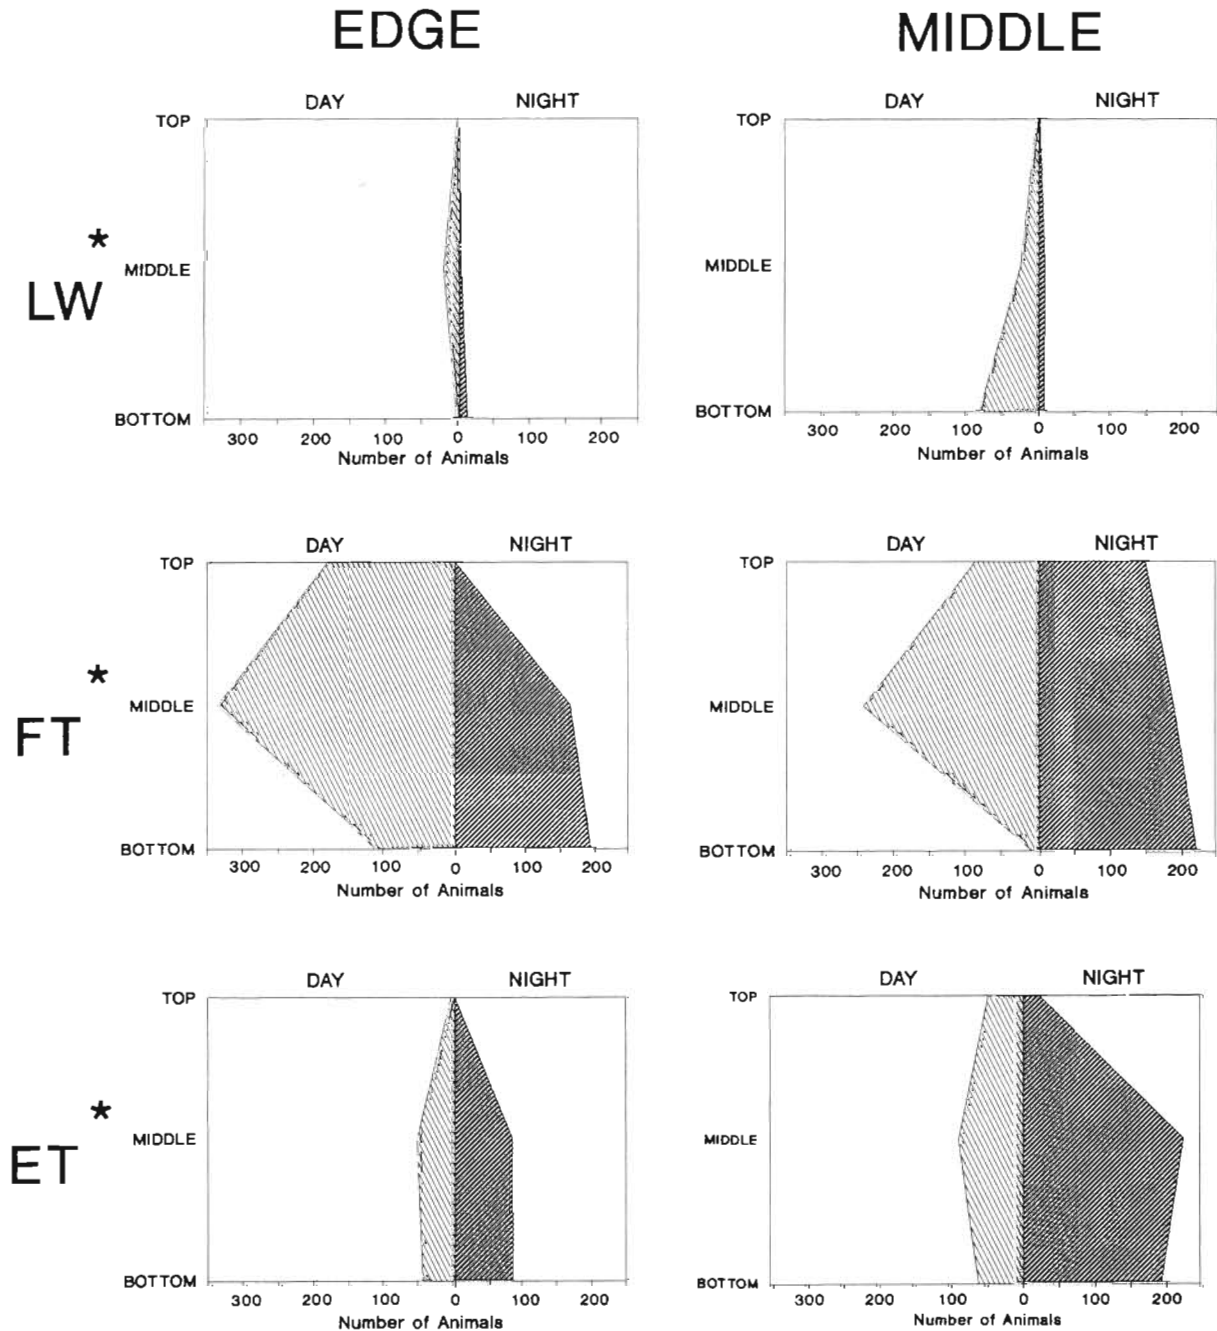 EDGE MIDDLE
DAY NIGHT DAY NIGHT
TOP TOP
* LW MIDDLE MIDDLE
BOTTOM BOTTOM
300 200 100 0 100 200 300 200 100 0 100 200
Number of Animals Number of Animals
DAY NIGHT DAY NIGHT
TOP TOP
* FT MIDDLE MIDDLE
BOTTOM BOTTOM
300 200 100 0 100 200 300 200 100 0 100 200
Number of Animals Number of Animals
DAY NIGHT DAY NIGHT
TOP TOP
* ET MIDDLE MIDDLE
BOTTOM BOTTOM
300 200 100 0 100 200 300 200 100 0 100 200
Number of Animals Number of Animals